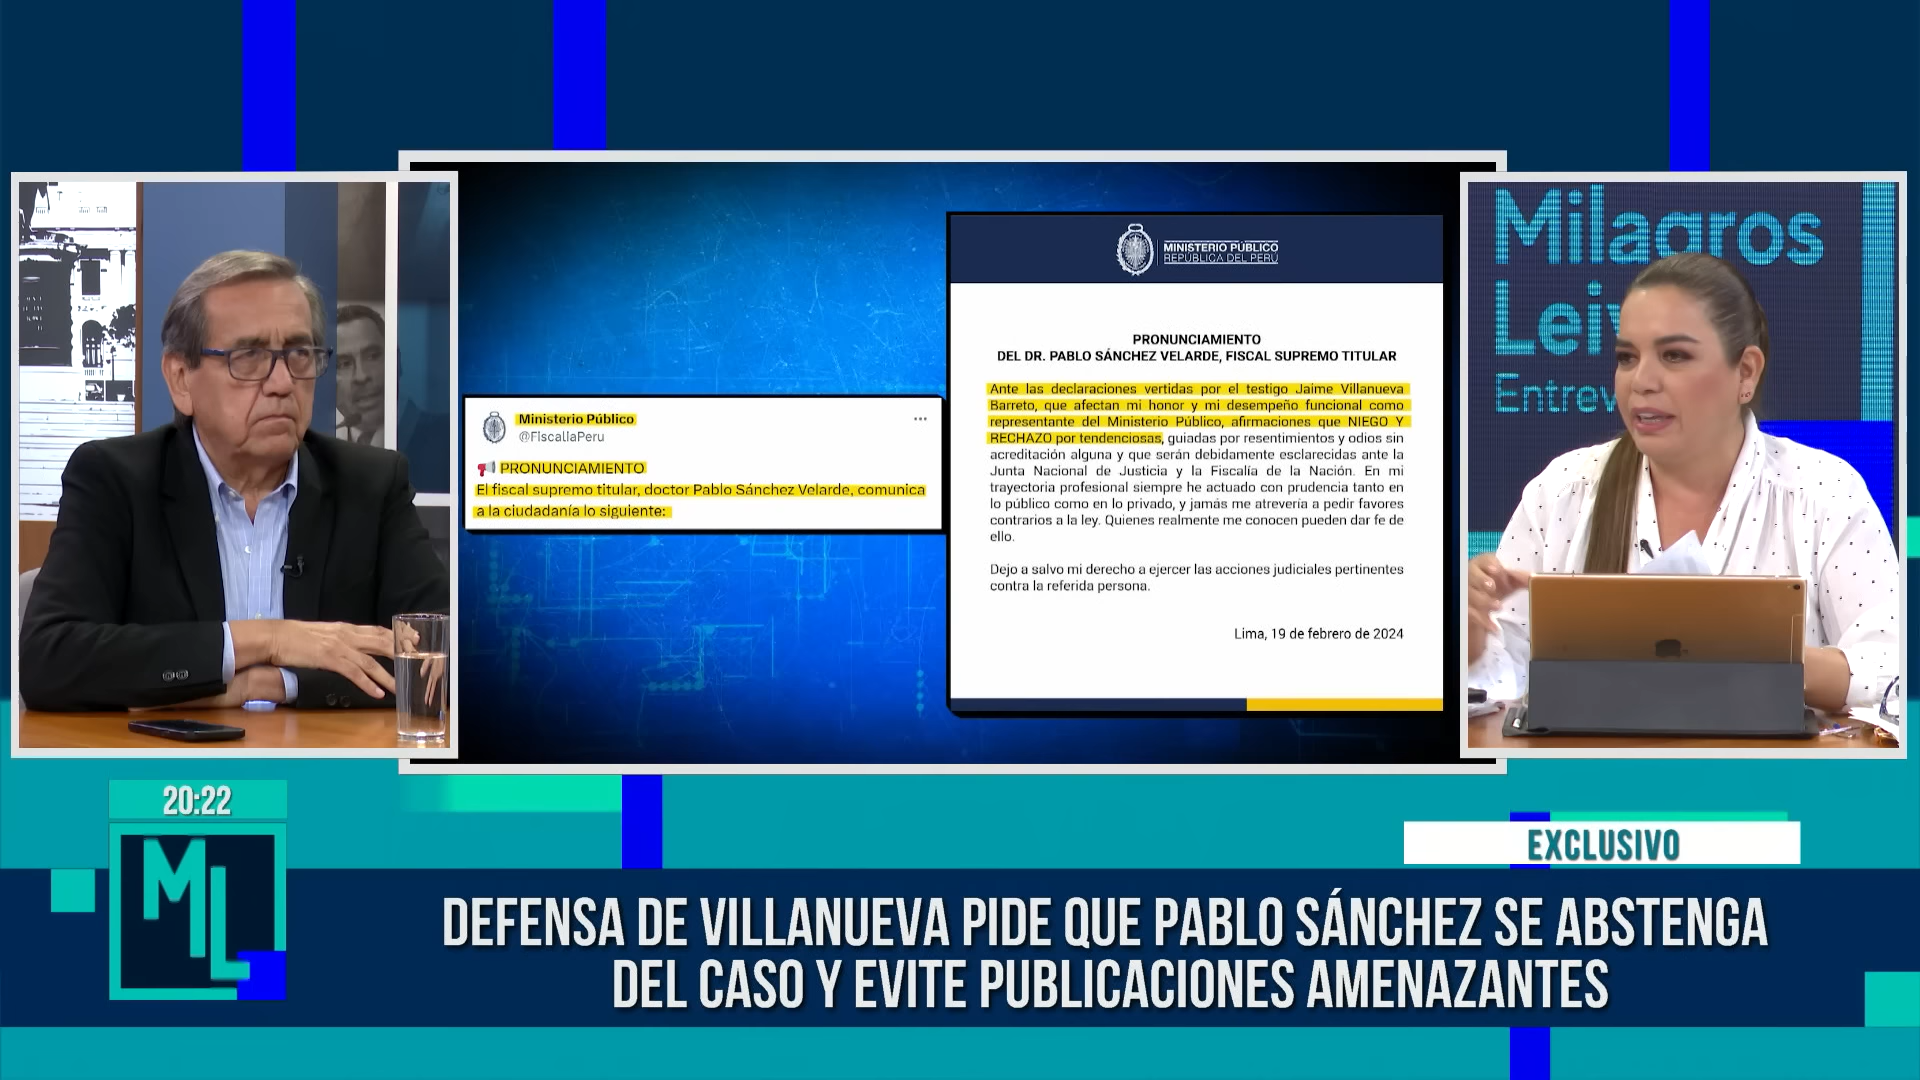 Milagros
Leiv
Entrev
MINISTERIO PÚBLICO
REPÚBLICA DEL PERÚ
PRONUNCIAMIENTO
DEL DR. PABLO SÁNCHEZ VELARDE, FISCAL SUPREMO TITULAR
Ante las declaraciones vertidas por el testigo Jaime Villanueva
Barreto, que afectan mi honor y mi desempeño funcional como
representante del Ministerio Público, afirmaciones que NIEGO Y
RECHAZO por tendenciosas, guiadas por resentimientos y odios sin
acreditación alguna y que serán debidamente esclarecidas ante la
Junta Nacional de Justicia y la Fiscalía de la Nación. En mi
trayectoria profesional siempre he actuado con prudencia tanto en
lo público como en lo privado, y jamás me atrevería a pedir favores
contrarios a la ley. Quienes realmente me conocen pueden dar fe de
ello.
Dejo a salvo mi derecho a ejercer las acciones judiciales pertinentes
contra la referida persona.
Lima, 19 de febrero de 2024
Ministerio Público
@FiscaliaPeru
PRONUNCIAMIENTO
El fiscal supremo titular, doctor Pablo Sánchez Velarde, comunica
a la ciudadanía lo siguiente:
20:22
ML
EXCLUSIVO
DEFENSA DE VILLANUEVA PIDE QUE PABLO SÁNCHEZ SE ABSTENGA
DEL CASO Y EVITE PUBLICACIONES AMENAZANTES